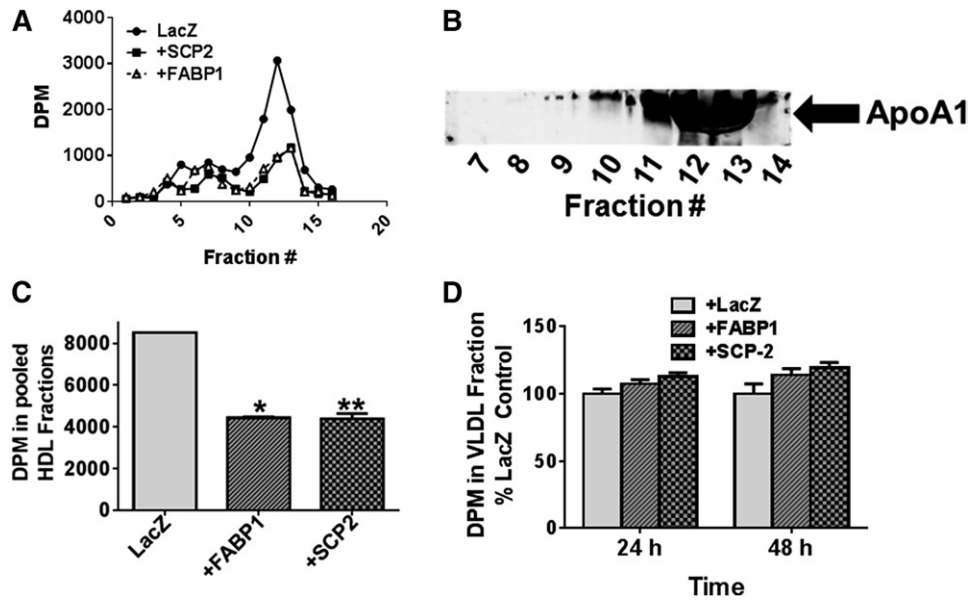 A
4000
3000
2000
1000
0
DPM
LacZ
+SCP2
+FABP1
0
5
10
15
20
Fraction #
B
ApoA1
7 8 9 10 11 12 13 14
Fraction #
C
DPM in pooled
HDL Fractions
8000
6000
4000
2000
0
*
**
LacZ
+FABP1
+SCP2
D
+LacZ
+FABP1
+SCP-2
DPM in VLDL Fraction
% LacZ Control
150
100
50
0
24 h
48 h
Time